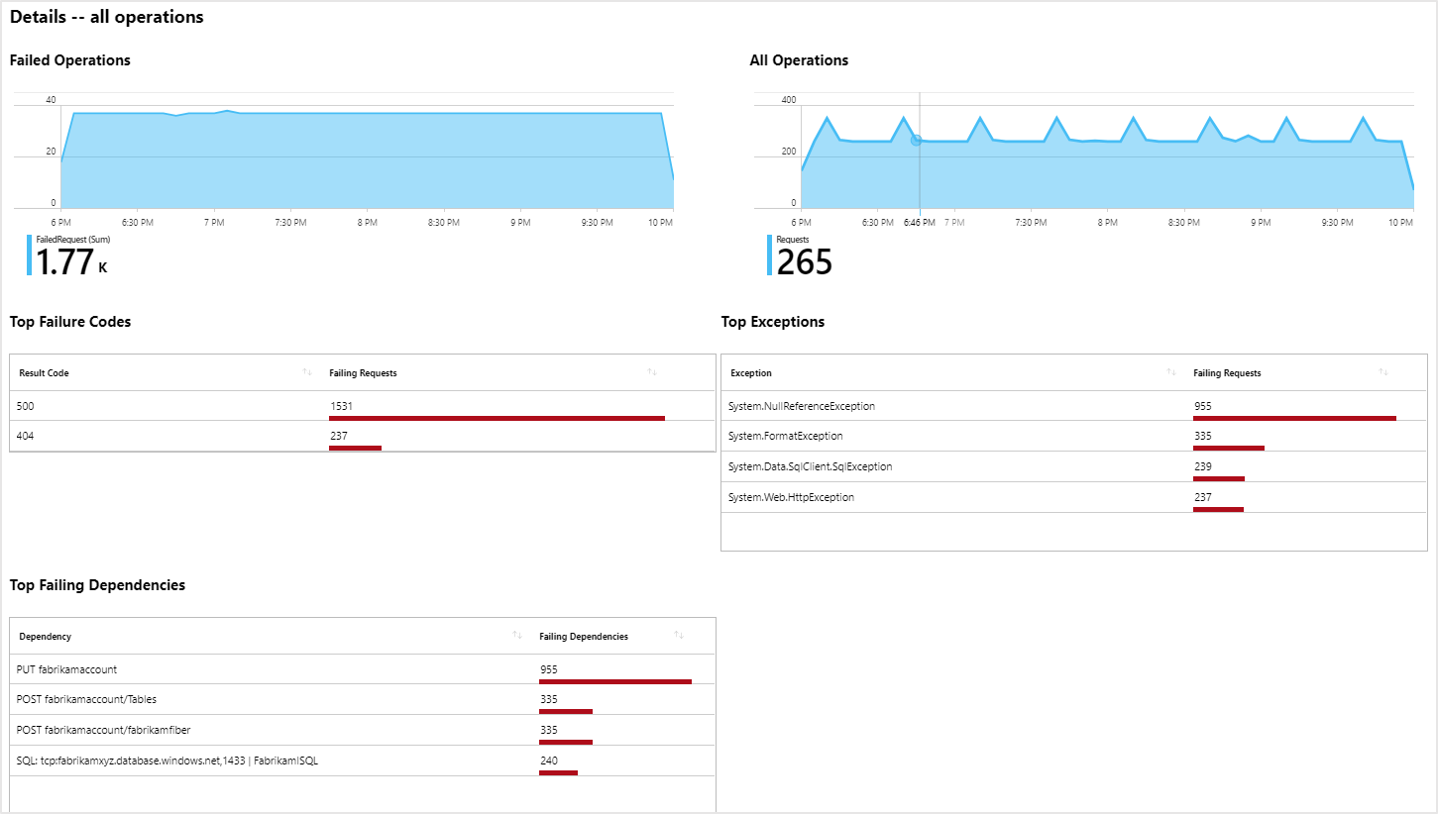 Details -- all operations
Failed Operations
40
20
0
6 PM 6:30 PM 7 PM 7:30 PM 8 PM 8:30 PM 9 PM 9:30 PM 10 PM
FailedRequest (Sum)
1.77 K
All Operations
400
200
0
6 PM 6:30 PM 6:46 PM 7 PM 7:30 PM 8 PM 8:30 PM 9 PM 9:30 PM 10 PM
Requests
265
Top Failure Codes
Result Code Failing Requests
500 1531
404 237
Top Exceptions
Exception Failing Requests
System.NullReferenceException 955
System.FormatException 335
System.Data.SqlClient.SqlException 239
System.Web.HttpException 237
Top Failing Dependencies
Dependency Failing Dependencies
PUT fabrikamaccount 955
POST fabrikamaccount/Tables 335
POST fabrikamaccount/fabrikamfiber 335
SQL: tcp:fabrikamxyz.database.windows.net,1433 | FabrikamISQL 240